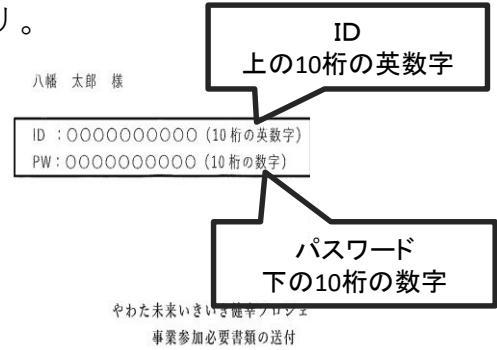 り。
ID
上の10桁の英数字
八幡 太郎 様
ID :○○○○○○○○○○(10桁の英数字)
PW:○○○○○○○○○○(10桁の数字)
パスワード
下の10桁の数字
やわた未来いきいき健幸プロジェ
事業参加必要書類の送付